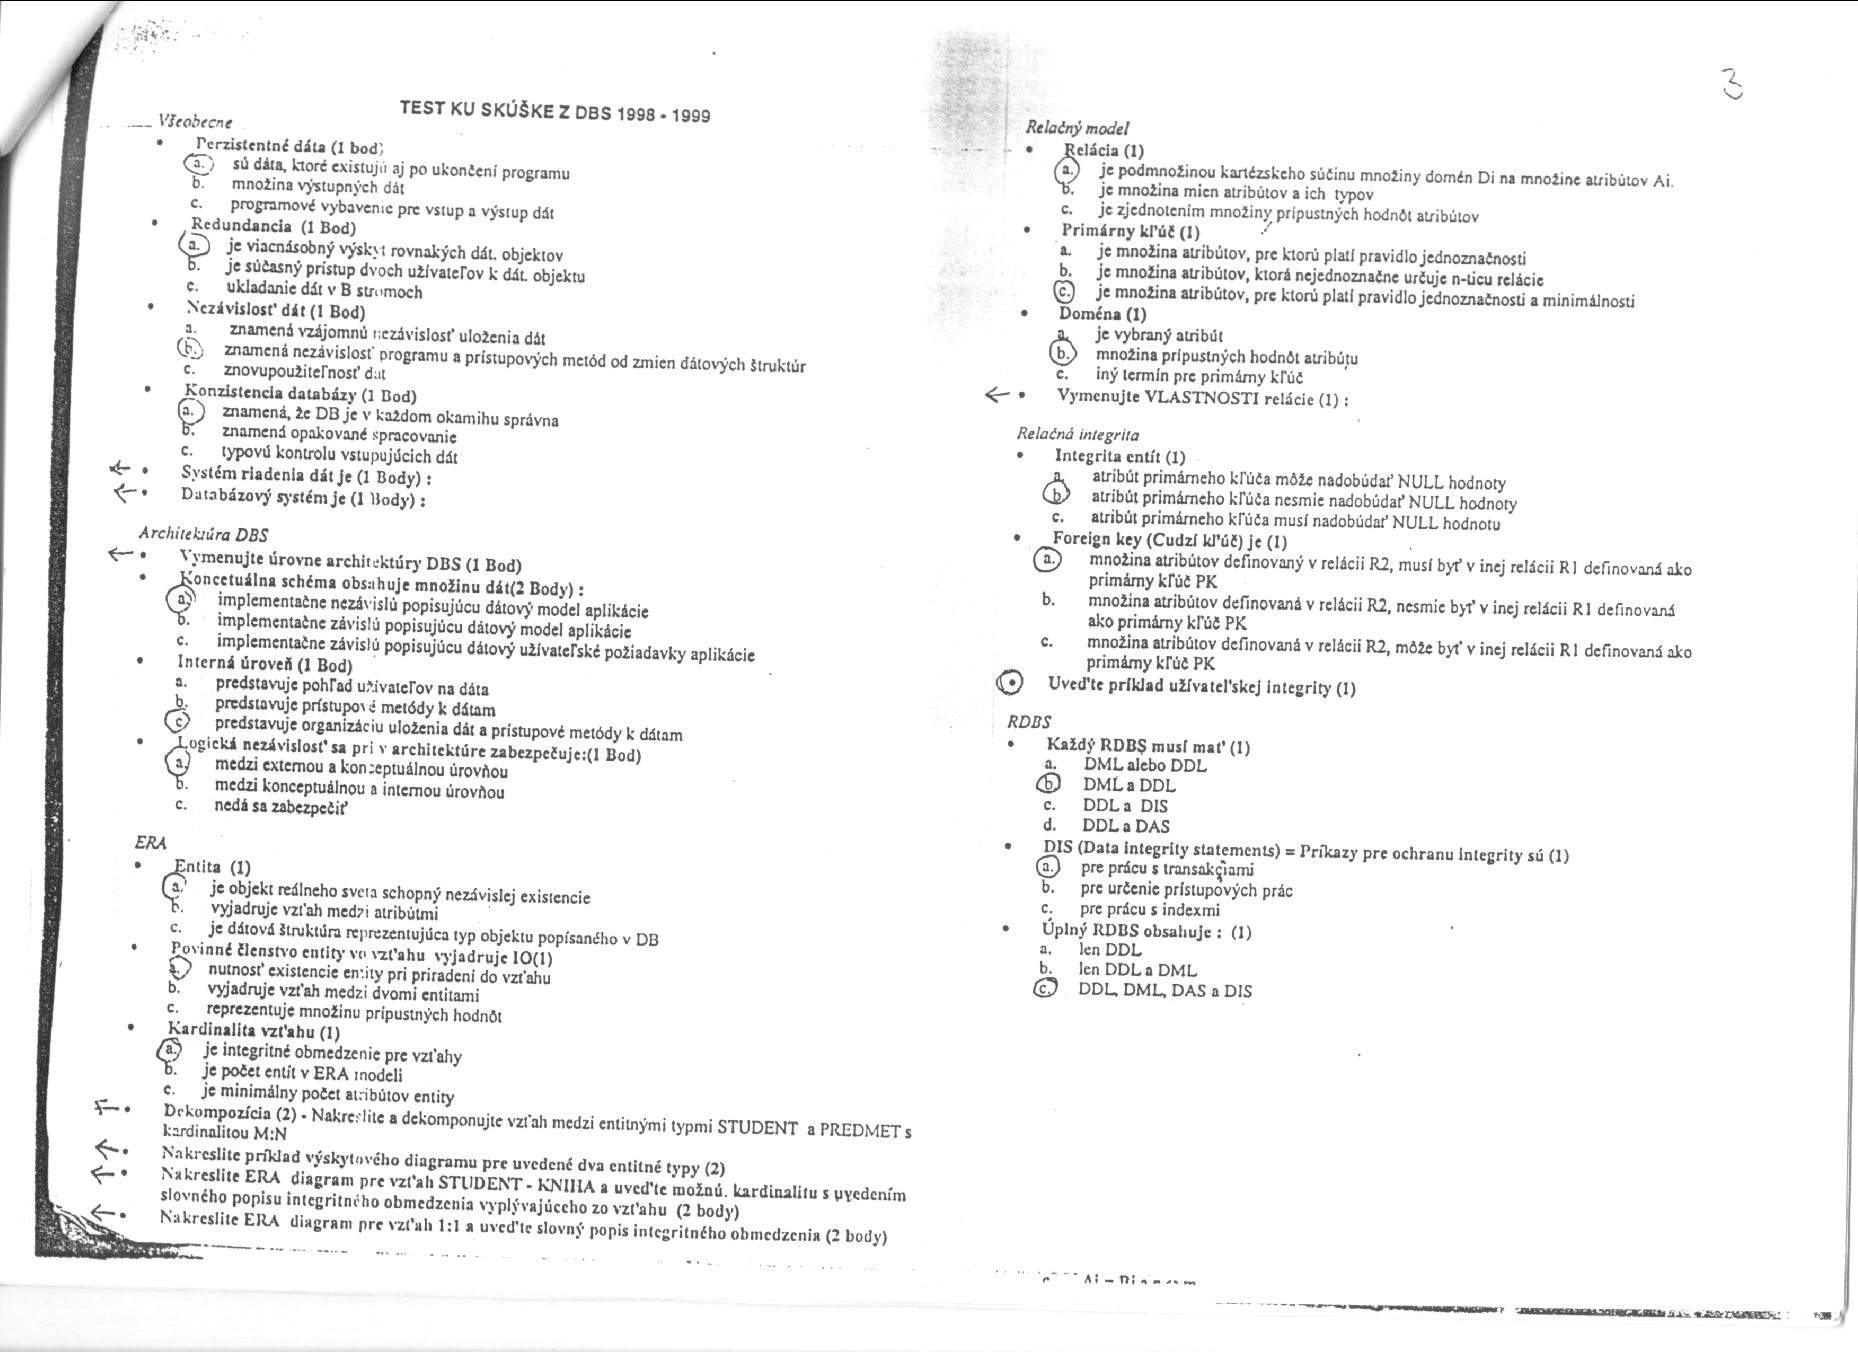 3
TEST KU SKÚŠKE Z DBS 1998 - 1999
Všeobecne
• Perzistentné dáta (1 bod)
a. sú dáta, ktoré existujú aj po ukončení programu
b. množina výstupných dát
c. programové vybavenie pre vstup a výstup dát
• Redundancia (1 Bod)
a. je viacnásobný výskyt rovnakých dát. objektov
b. je súčasný prístup dvoch užívateľov k dát. objektu
c. ukladanie dát v B stromoch
• Nezávislosť dát (1 Bod)
a. znamená vzájomnú nezávislosť uloženia dát
b. znamená nezávislosť programu a prístupových metód od zmien dátových štruktúr
c. znovupoužiteľnosť dát
• Konzistencia databázy (1 Bod)
a. znamená, že DB je v každom okamihu správna
b. znamená opakované spracovanie
c. typovú kontrolu vstupujúcich dát
• Systém riadenia dát je (1 Body) :
• Databázový systém je (1 Body) :
Architektúra DBS
• Vymenujte úrovne architektúry DBS (1 Bod)
• Koncetuálna schéma obsahuje množinu dát(2 Body) :
a. implementačne nezávislú popisujúcu dátový model aplikácie
b. implementačne závislú popisujúcu dátový model aplikácie
c. implementačne závislú popisujúcu dátový užívateľské požiadavky aplikácie
• Interná úroveň (1 Bod)
a. predstavuje pohľad užívateľov na dáta
b. predstavuje prístupové metódy k dátam
c. predstavuje organizáciu uloženia dát a prístupové metódy k dátam
• Logická nezávislosť sa pri v architektúre zabezpečuje:(1 Bod)
a. medzi externou a konceptuálnou úrovňou
b. medzi konceptuálnou a internou úrovňou
c. nedá sa zabezpečiť
ERA
• Entita (1)
a. je objekt reálneho sveta schopný nezávislej existencie
b. vyjadruje vzťah medzi atribútmi
c. je dátová štruktúra reprezentujúca typ objektu popísaného v DB
• Povinné členstvo entity vo vzťahu vyjadruje IO(1)
a. nutnosť existencie entity pri priradení do vzťahu
b. vyjadruje vzťah medzi dvomi entitami
c. reprezentuje množinu prípustných hodnôt
• Kardinalita vzťahu (1)
a. je integritné obmedzenie pre vzťahy
b. je počet entít v ERA modeli
c. je minimálny počet atribútov entity
• Dekompozícia (2) - Nakreslite a dekomponujte vzťah medzi entitnými typmi STUDENT a PREDMET s
kardinalitou M:N
• Nakreslite príklad výskytového diagramu pre uvedené dva entitné typy (2)
• Nakreslite ERA diagram pre vzťah STUDENT - KNIHA a uveďte možnú. kardinalitu s uvedením
slovného popisu integritného obmedzenia vyplývajúceho zo vzťahu (2 body)
• Nakreslite ERA diagram pre vzťah 1:1 a uveďte slovný popis integritného obmedzenia (2 body)
Relačný model
• Relácia (1)
a. je podmnožinou kartézskeho súčinu množiny domén Di na množine atribútov Ai.
b. je množina mien atribútov a ich typov
c. je zjednotením množiny prípustných hodnôt atribútov
• Primárny kľúč (1)
a. je množina atribútov, pre ktorú platí pravidlo jednoznačnosti
b. je množina atribútov, ktorá nejednoznačne určuje n-ticu relácie
c. je množina atribútov, pre ktorú platí pravidlo jednoznačnosti a minimálnosti
• Doména (1)
a. je vybraný atribút
b. množina prípustných hodnôt atribútu
c. iný termín pre primárny kľúč
• Vymenujte VLASTNOSTI relácie (1) :
Relačná integrita
• Integrita entít (1)
a. atribút primárneho kľúča môže nadobúdať NULL hodnoty
b. atribút primárneho kľúča nesmie nadobúdať NULL hodnoty
c. atribút primárneho kľúča musí nadobúdať NULL hodnotu
• Foreign key (Cudzí kľúč) je (1)
a. množina atribútov definovaný v relácii R2, musí byť v inej relácii R1 definovaná ako
primárny kľúč PK
b. množina atribútov definovaná v relácii R2, nesmie byť v inej relácii R1 definovaná
ako primárny kľúč PK
c. množina atribútov definovaná v relácii R2, môže byť v inej relácii R1 definovaná ako
primárny kľúč PK
• Uveďte príklad užívateľskej integrity (1)
RDBS
• Každý RDBS musí mať (1)
a. DML alebo DDL
b. DML a DDL
c. DDL a DIS
d. DDL a DAS
• DIS (Data integrity statements) = Príkazy pre ochranu integrity sú (1)
a. pre prácu s transakciami
b. pre určenie prístupových prác
c. pre prácu s indexmi
• Úplný RDBS obsahuje : (1)
a. len DDL
b. len DDL a DML
c. DDL, DML, DAS a DIS